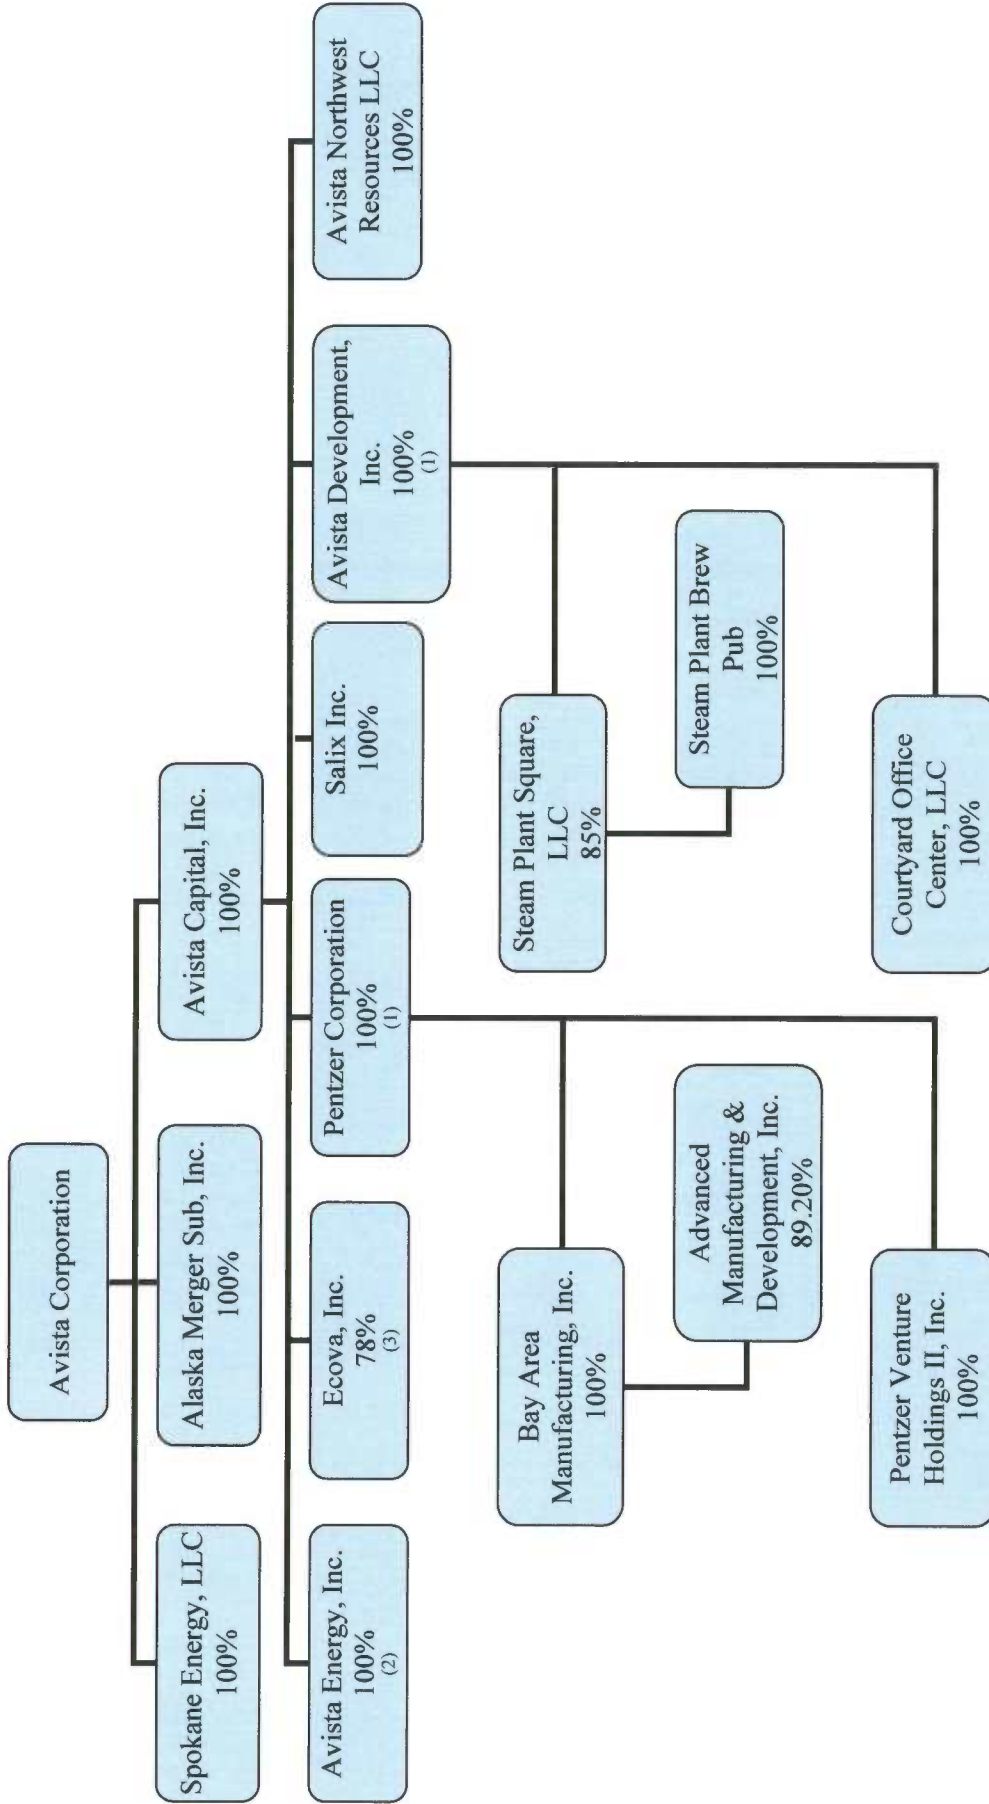 Avista Corporation
Spokane Energy, LLC
100%
Alaska Merger Sub, Inc.
100%
Avista Capital, Inc.
100%
Avista Energy, Inc.
100%
(2)
Ecova, Inc.
78%
(3)
Pentzer Corporation
100%
(1)
Salix Inc.
100%
Avista Development,
Inc.
100%
(1)
Avista Northwest
Resources LLC
100%
Bay Area
Manufacturing, Inc.
100%
Advanced
Manufacturing &
Development, Inc.
89.20%
Pentzer Venture
Holdings II, Inc.
100%
Steam Plant Square,
LLC
85%
Steam Plant Brew
Pub
100%
Courtyard Office
Center, LLC
100%